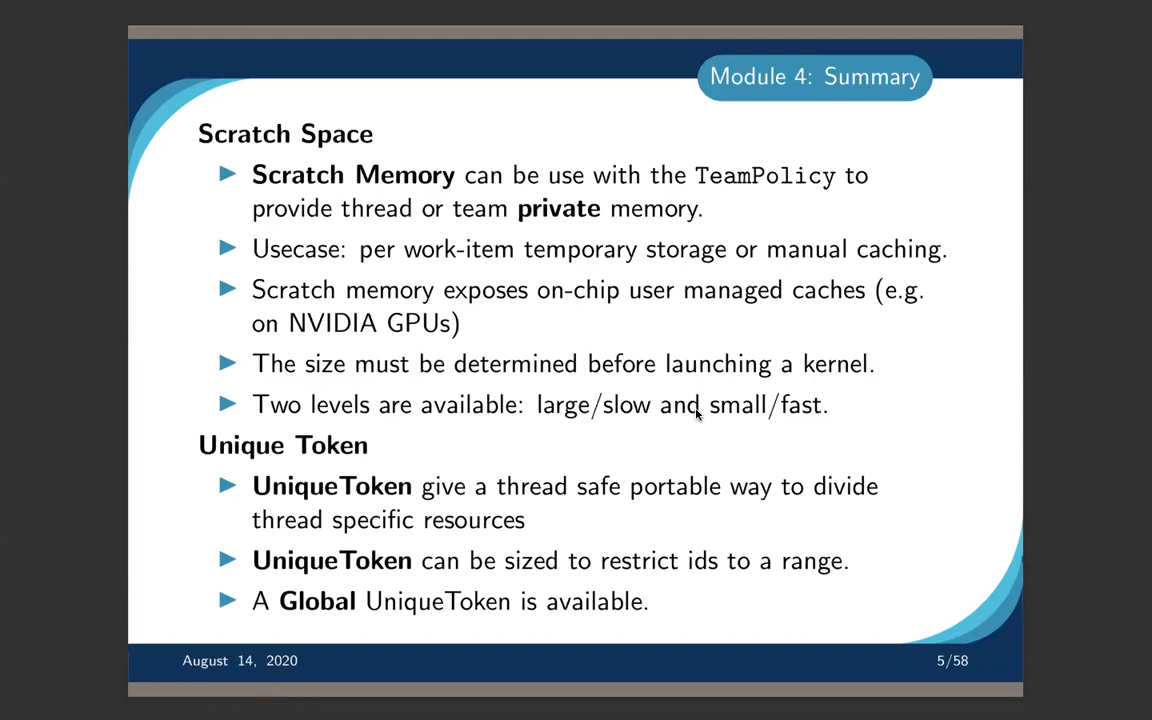 Module 4: Summary
Scratch Space
Scratch Memory can be use with the TeamPolicy to
provide thread or team private memory.
Usecase: per work-item temporary storage or manual caching.
Scratch memory exposes on-chip user managed caches (e.g.
on NVIDIA GPUs)
The size must be determined before launching a kernel.
Two levels are available: large/slow and small/fast.
Unique Token
UniqueToken give a thread safe portable way to divide
thread specific resources
UniqueToken can be sized to restrict ids to a range.
A Global UniqueToken is available.
August 14, 2020
5/58